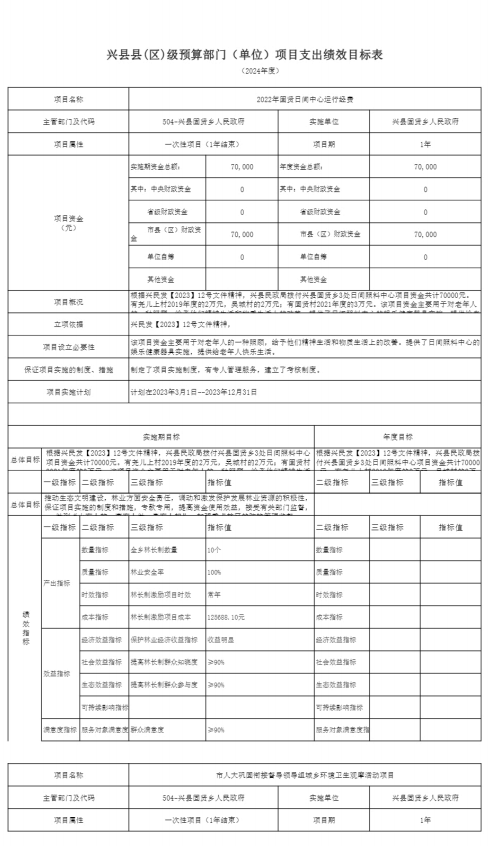 兴县县(区)级预算部门（单位）项目支出绩效目标表
（2024年度）
项目名称 2022年固贤日间中心运行经费
主管部门及代码 504-兴县固贤乡人民政府 实施单位 兴县固贤乡人民政府
项目属性 一次性项目（1年结束） 项目期 1年
项目资金（元）
实施期资金总额： 70,000 年度资金总额： 70,000
其中：中央财政资金 0 其中：中央财政资金 0
省级财政资金 0 省级财政资金 0
市县（区）财政资金 70,000 市县（区）财政资金 70,000
单位自筹 0 单位自筹 0
其他资金 其他资金
项目概况
根据兴民发【2023】12号文件精神，兴县民政局拨付兴县固贤乡3处日间照料中心项目资金共计70000元。
有尧儿上村2019年度的2万元，吴城村的2万元；有固贤村2021年度的3万元。该项目资金主要用于对老年人
立项依据 兴民发【2023】12号文件精神，
项目设立必要性
该项目资金主要用于对老年人的一种照顾，给予他们精神生活和物质生活上的改善。提供了日间照料中心的
娱乐健康器具实施，提供给老年人快乐生活。
保证项目实施的制度、措施 制定了项目实施制度，有专人管理服务，建立了考核制度。
项目实施计划 计划在2023年3月1日--2023年12月31日
实施期目标 年度目标
总体目标
根据兴民发【2023】12号文件精神，兴县民政局拨付兴县固贤乡3处日间照料中心
项目资金共计70000元。有尧儿上村2019年度的2万元，吴城村的2万元；有固贤村
根据兴民发【2023】12号文件精神，兴县民政局拨
付兴县固贤乡3处日间照料中心项目资金共计70000
一级指标 二级指标 三级指标 指标值 二级指标 三级指标 指标值
总体目标
推动生态文明建设，林业方面安全责任，调动和激发保护发展林业资源的积极性，
保证项目实施的制度和措施，专款专用，提高资金使用效益，接受有关部门监督，
一级指标 二级指标 三级指标 指标值 二级指标 三级指标 指标值
绩效指标
产出指标
数量指标 全乡林长制数量 10个 数量指标
质量指标 林业安全率 100% 质量指标
时效指标 林长制激励项目时效 常年 时效指标
成本指标 林长制激励项目成本 128688.10元 成本指标
效益指标
经济效益指标 保护林业经济收益指标 收益明显 经济效益指标
社会效益指标 提高林长制群众知晓度 ≥90% 社会效益指标
生态效益指标 提高林长制群众参与度 ≥90% 生态效益指标
可持续影响指标 可持续影响指标
满意度指标 服务对象满意度 群众满意度 ≥90% 服务对象满意度指
项目名称 市人大巩固衔接督导领导组城乡环境卫生观摩活动项目
主管部门及代码 504-兴县固贤乡人民政府 实施单位 兴县固贤乡人民政府
项目属性 一次性项目（1年结束） 项目期 1年